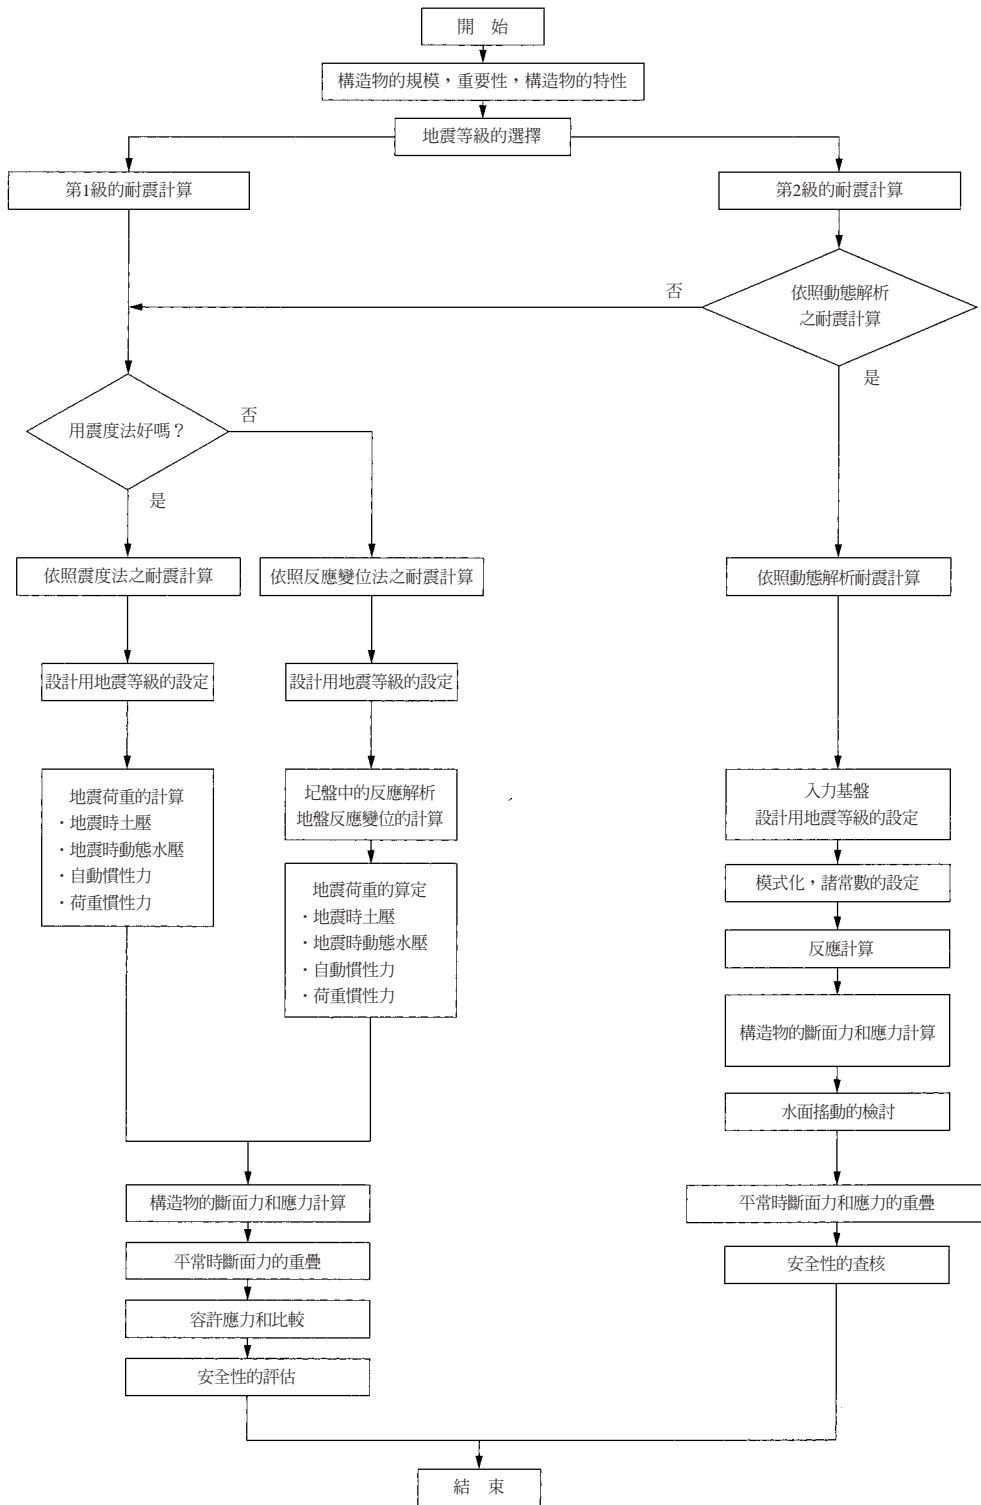 開 始
構造物的規模，重要性，構造物的特性
地震等級的選擇
第1級的耐震計算
第2級的耐震計算
依照動態解析
之耐震計算
否
是
用震度法好嗎？
否
是
依照震度法之耐震計算
依照反應變位法之耐震計算
依照動態解析耐震計算
設計用地震等級的設定
設計用地震等級的設定
地震荷重的計算
・地震時土壓
・地震時動態水壓
・自動慣性力
・荷重慣性力
圮盤中的反應解析
地盤反應變位的計算
地震荷重的算定
・地震時土壓
・地震時動態水壓
・自動慣性力
・荷重慣性力
入力基盤
設計用地震等級的設定
模式化，諸常數的設定
反應計算
構造物的斷面力和應力計算
水面搖動的檢討
構造物的斷面力和應力計算
平常時斷面力的重疊
容許應力和比較
安全性的評估
平常時斷面力和應力的重疊
安全性的查核
結 束